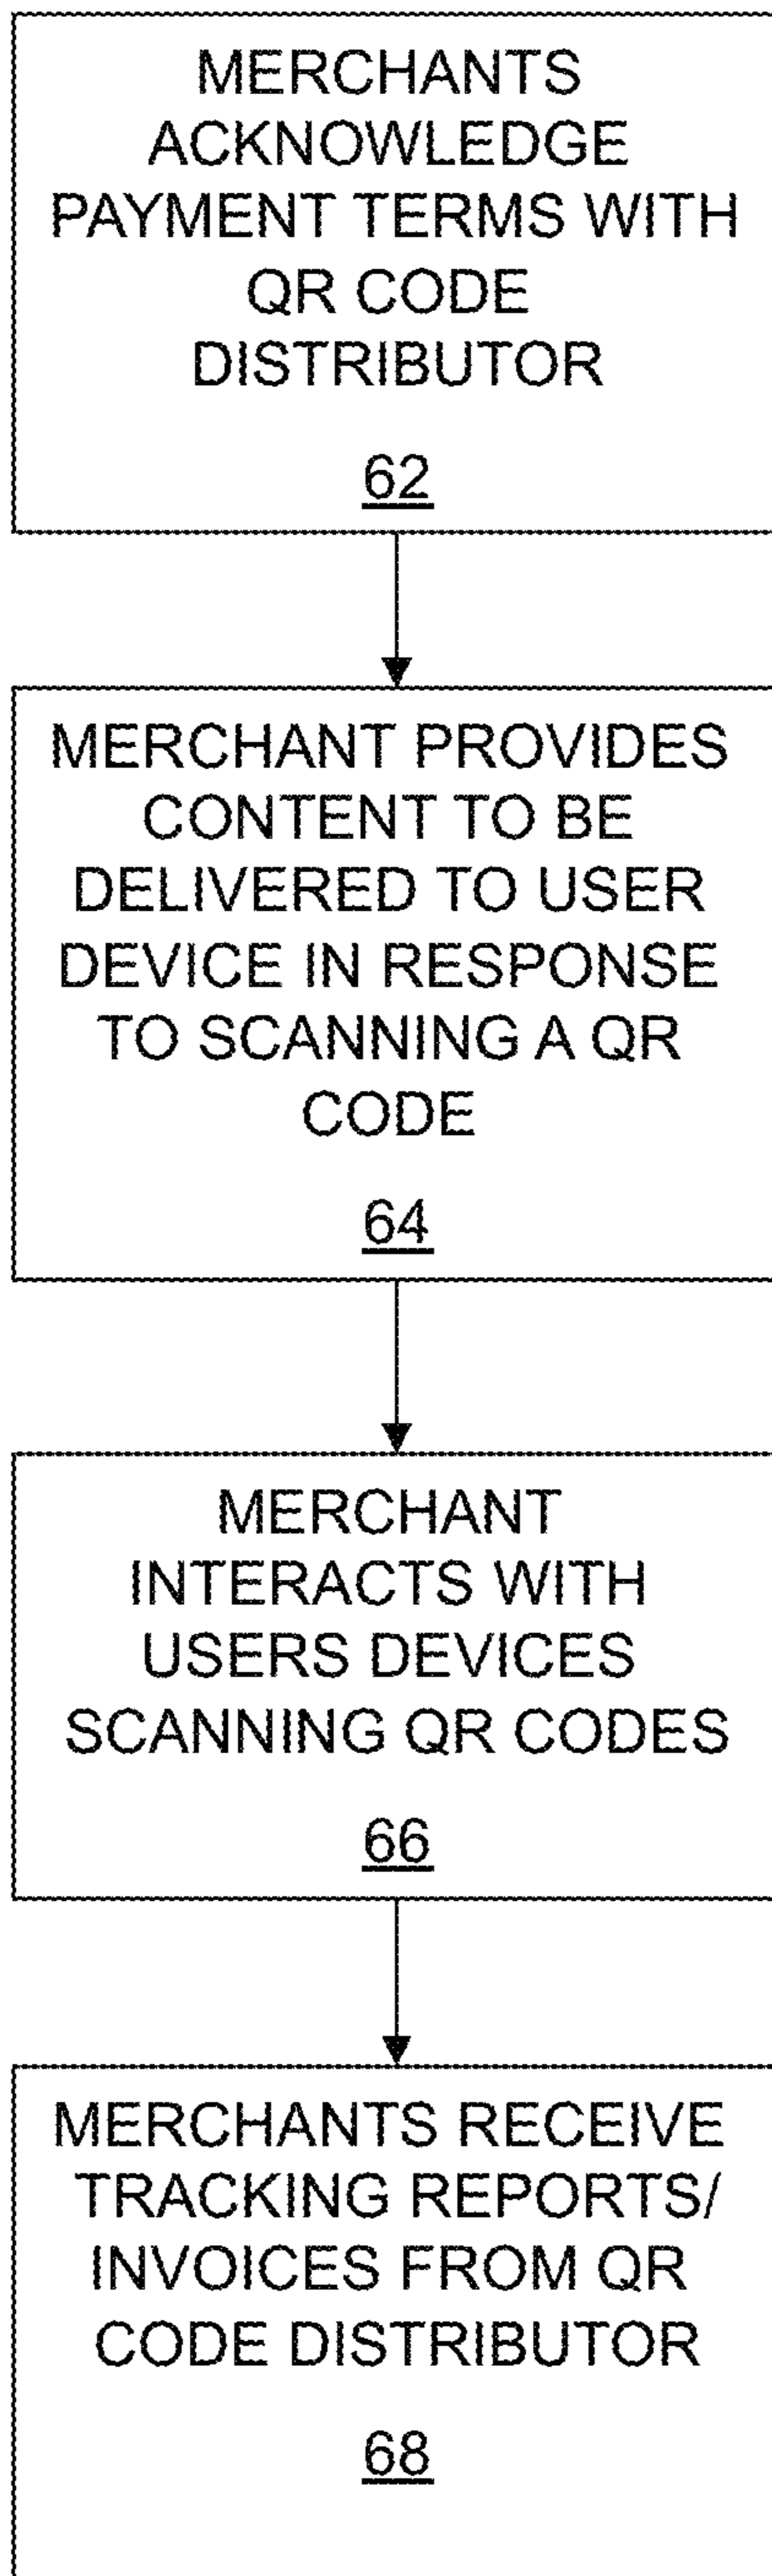 MERCHANTS
ACKNOWLEDGE
PAYMENT TERMS WITH
QR CODE
DISTRIBUTOR
62
MERCHANT PROVIDES
CONTENT TO BE
DELIVERED TO USER
DEVICE IN RESPONSE
TO SCANNING A QR
CODE
64
MERCHANT
INTERACTS WITH
USERS DEVICES
SCANNING QR CODES
66
MERCHANTS RECEIVE
TRACKING REPORTS/
INVOICES FROM QR
CODE DISTRIBUTOR
68